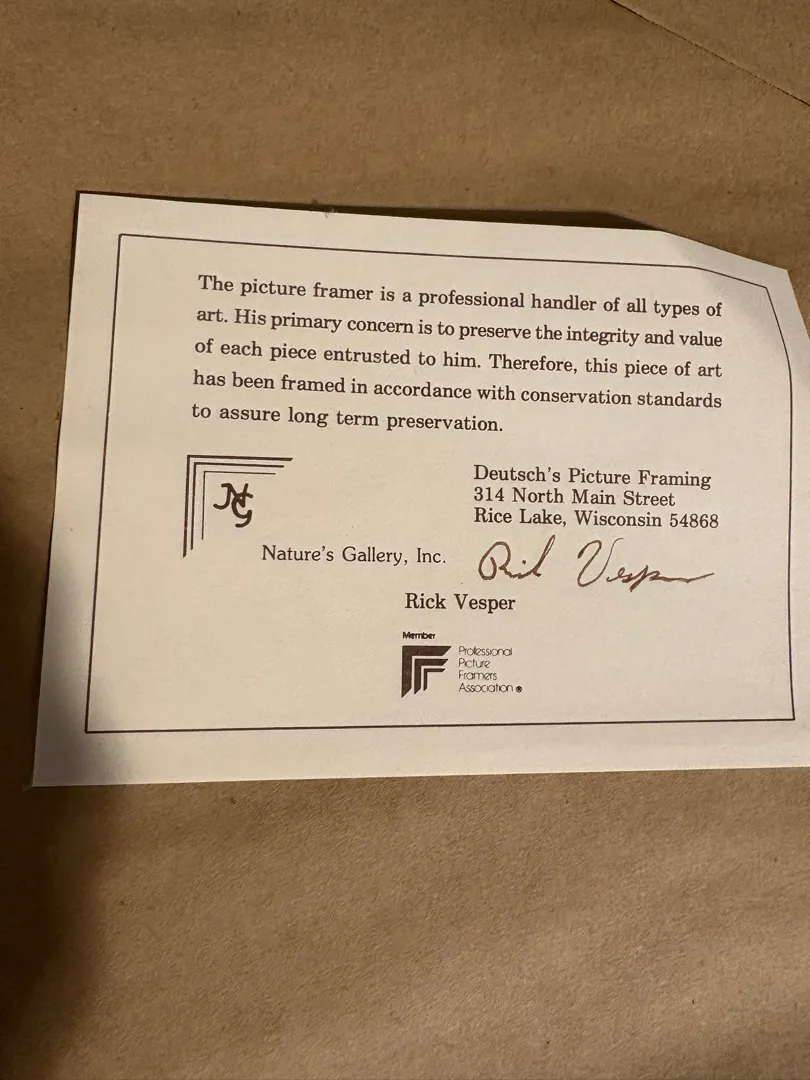 The picture framer is a professional handler of all types of
art. His primary concern is to preserve the integrity and value
of each piece entrusted to him. Therefore, this piece of art
has been framed in accordance with conservation standards
to assure long term preservation.
NG
Nature's Gallery, Inc.
Deutsch's Picture Framing
314 North Main Street
Rice Lake, Wisconsin 54868
Rick Vesper
Rick Vesper
Member
Professional
Picture
Framers
Association ®